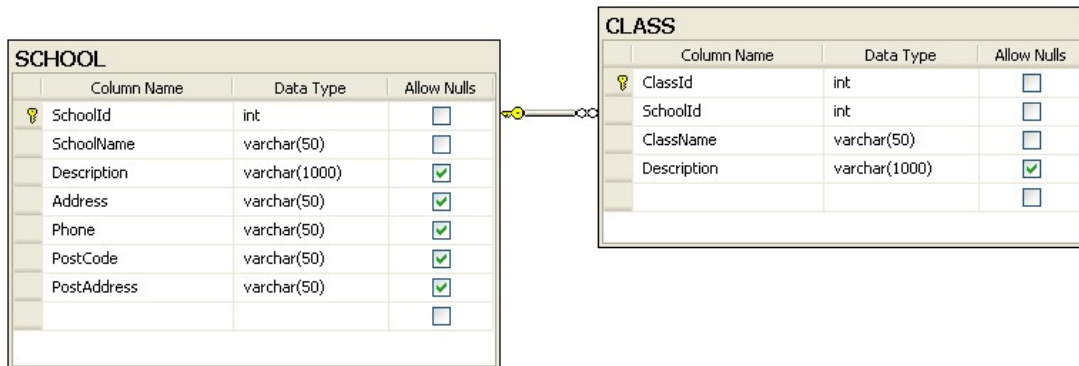 SCHOOL
Column Name Data Type Allow Nulls
SchoolId int
SchoolName varchar(50)
Description varchar(1000)
Address varchar(50)
Phone varchar(50)
PostCode varchar(50)
PostAddress varchar(50)
CLASS
Column Name Data Type Allow Nulls
ClassId int
SchoolId int
ClassName varchar(50)
Description varchar(1000)